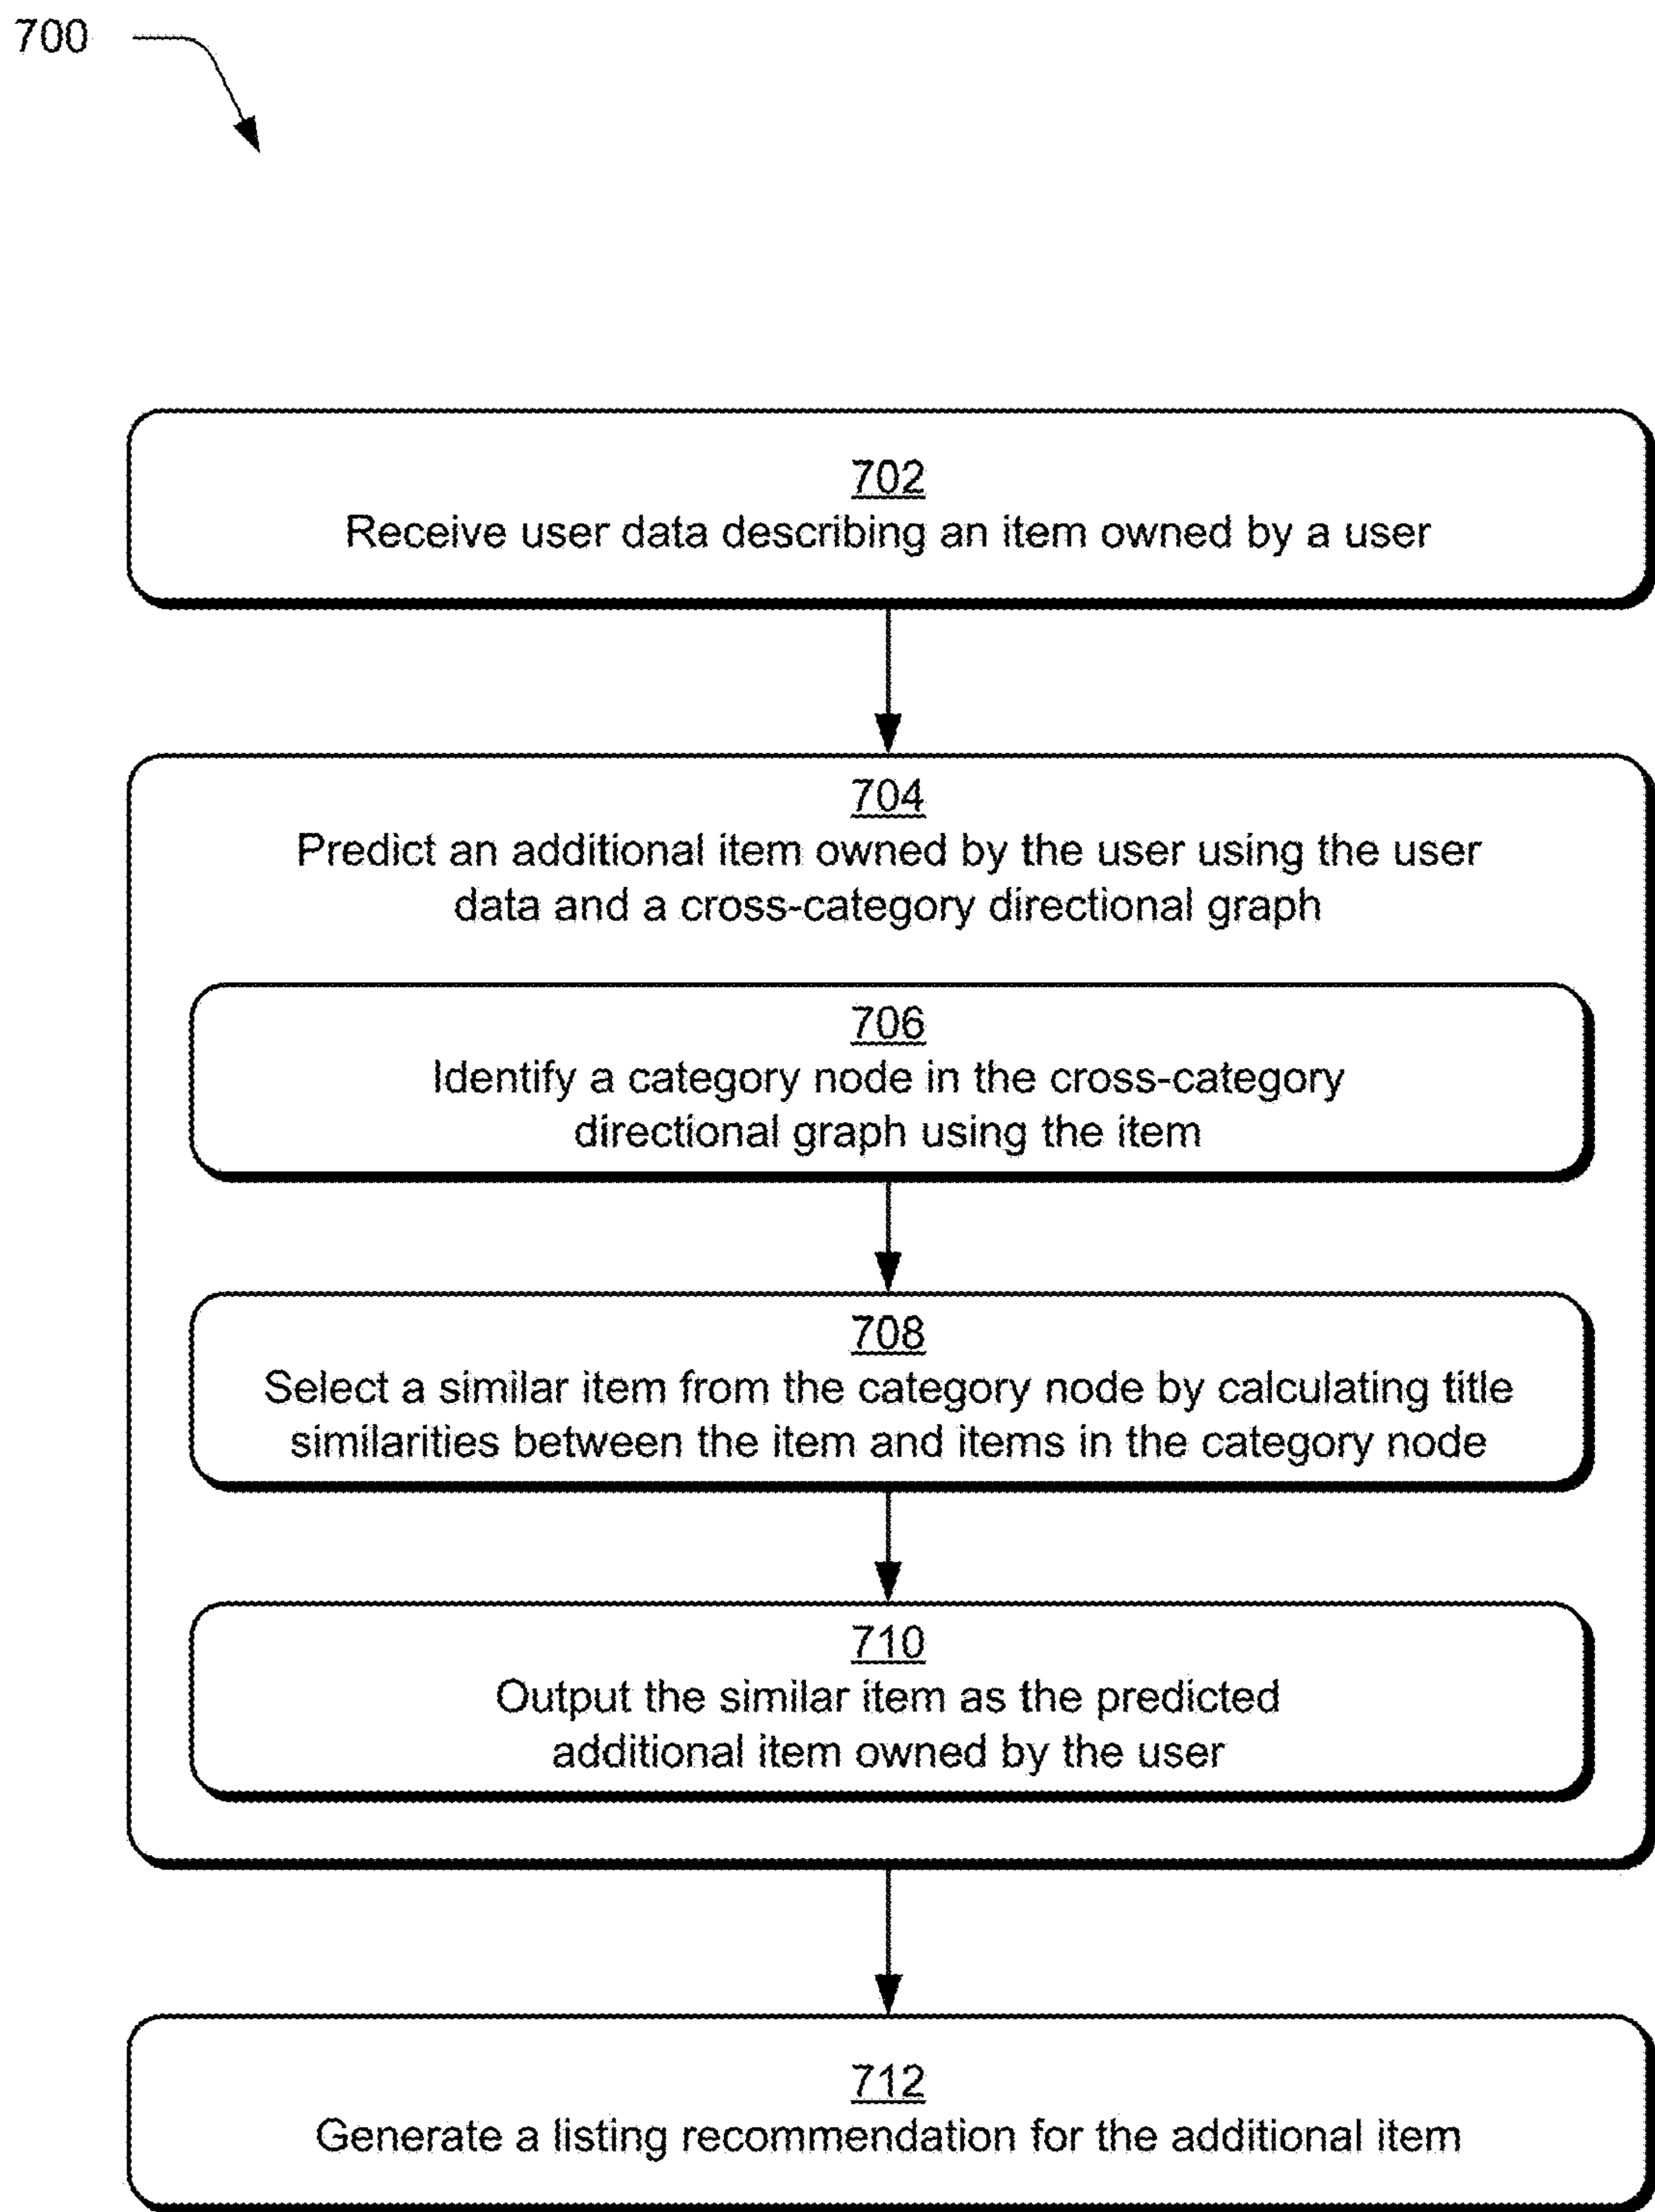 700
702
Receive user data describing an item owned by a user
704
Predict an additional item owned by the user using the user
data and a cross-category directional graph
706
Identify a category node in the cross-category
directional graph using the item
708
Select a similar item from the category node by calculating title
similarities between the item and items in the category node
710
Output the similar item as the predicted
additional item owned by the user
712
Generate a listing recommendation for the additional item